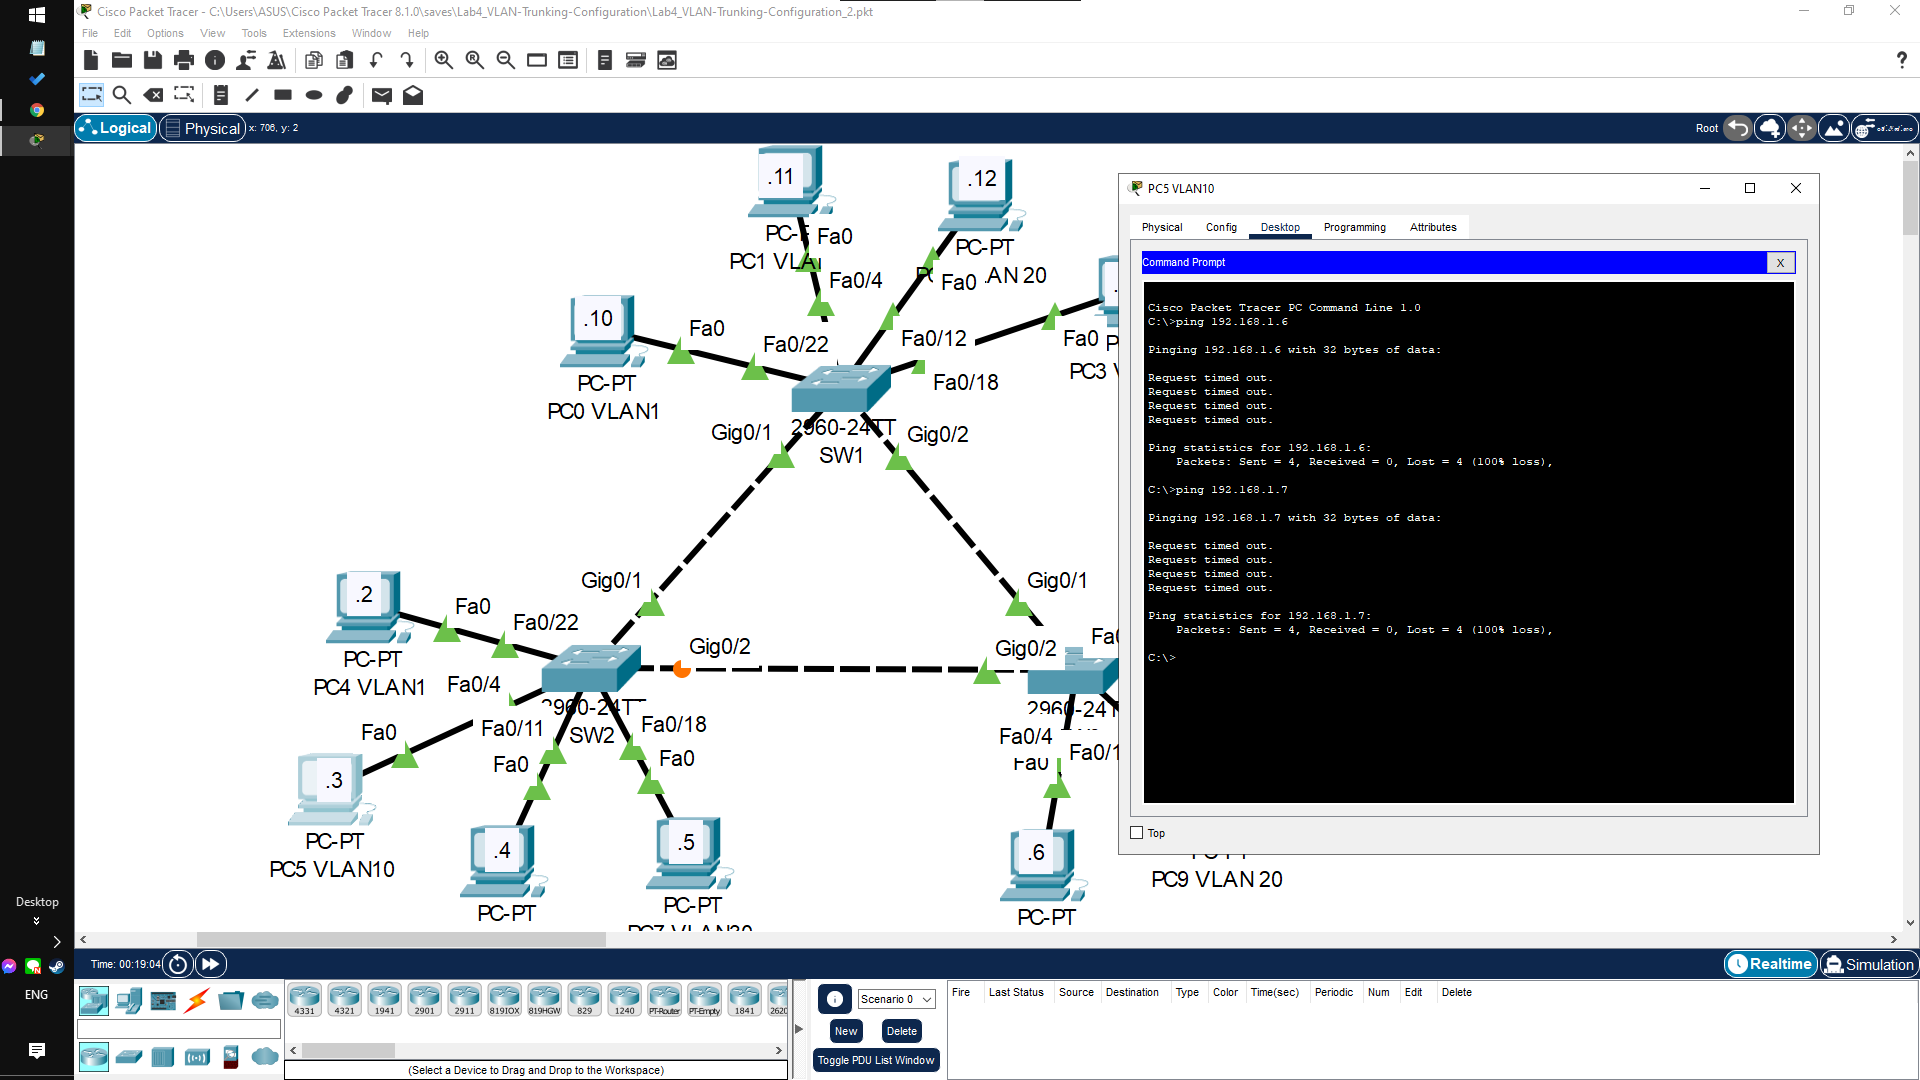 Cisco Packet Tracer - C:\Users\ASUS\Cisco Packet Tracer 8.1.0\saves\Lab4_VLAN-Trunking-Configuration\Lab4_VLAN-Trunking-Configuration_2.pkt
File Edit Options View Tools Extensions Window Help
Logical Physical x: 706, y: 2 Root
.11
.12
PC-PT
Fa0
PC1
PC-PT
Fa0
20
Fa0/4
.10
PC-PT
PC0 VLAN1
Fa0
Fa0/22
Fa0/12
Fa0/18
Fa0
PC3
2960-24TT
SW1
Gig0/1
Gig0/2
Gig0/1
Gig0/1
Gig0/2
Gig0/2
.2
PC-PT
PC4 VLAN1
Fa0
Fa0/22
Fa0/4
2960-24TT
SW2
Fa0/11
Fa0/18
Fa0
Fa0
Fa0
.3
PC-PT
PC5 VLAN10
.4
PC-PT
.5
PC-PT
PC7 VLAN30
2960-24
Fa0/4
Fa0
.6
PC-PT
PC9 VLAN 20
PC5 VLAN10
Physical Config Desktop Programming Attributes
Command Prompt X
Cisco Packet Tracer PC Command Line 1.0
C:\>ping 192.168.1.6
Pinging 192.168.1.6 with 32 bytes of data:
Request timed out.
Request timed out.
Request timed out.
Request timed out.
Ping statistics for 192.168.1.6:
Packets: Sent = 4, Received = 0, Lost = 4 (100% loss),
C:\>ping 192.168.1.7
Pinging 192.168.1.7 with 32 bytes of data:
Request timed out.
Request timed out.
Request timed out.
Request timed out.
Ping statistics for 192.168.1.7:
Packets: Sent = 4, Received = 0, Lost = 4 (100% loss),
C:\>
Top
Desktop
ENG
Time: 00:19:04
Realtime Simulation
4331 4321 1941 2901 2911 819IOX 819HGW 829 1240 PT-Router PT-Empty 1841 2620
(Select a Device to Drag and Drop to the Workspace)
Scenario 0
New Delete
Toggle PDU List Window
Fire Last Status Source Destination Type Color Time(sec) Periodic Num Edit Delete